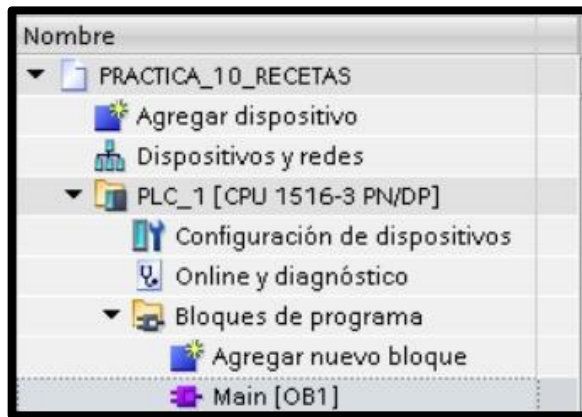 Nombre
PRACTICA_10_RECETAS
Agregar dispositivo
Dispositivos y redes
PLC_1 [CPU 1516-3 PN/DP]
Configuración de dispositivos
Online y diagnóstico
Bloques de programa
Agregar nuevo bloque
Main [OB1]